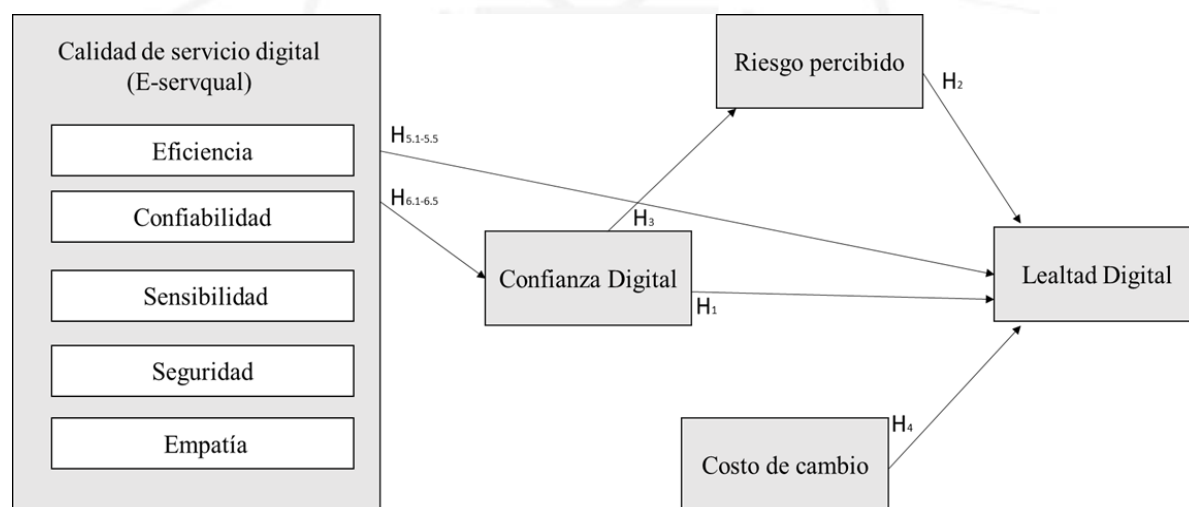 Calidad de servicio digital
(E-servqual)
Eficiencia
Confiabilidad
Sensibilidad
Seguridad
Empatía
H5.1-5.5
H6.1-6.5
Confianza Digital
H3
H1
Riesgo percibido
H2
Lealtad Digital
H4
Costo de cambio